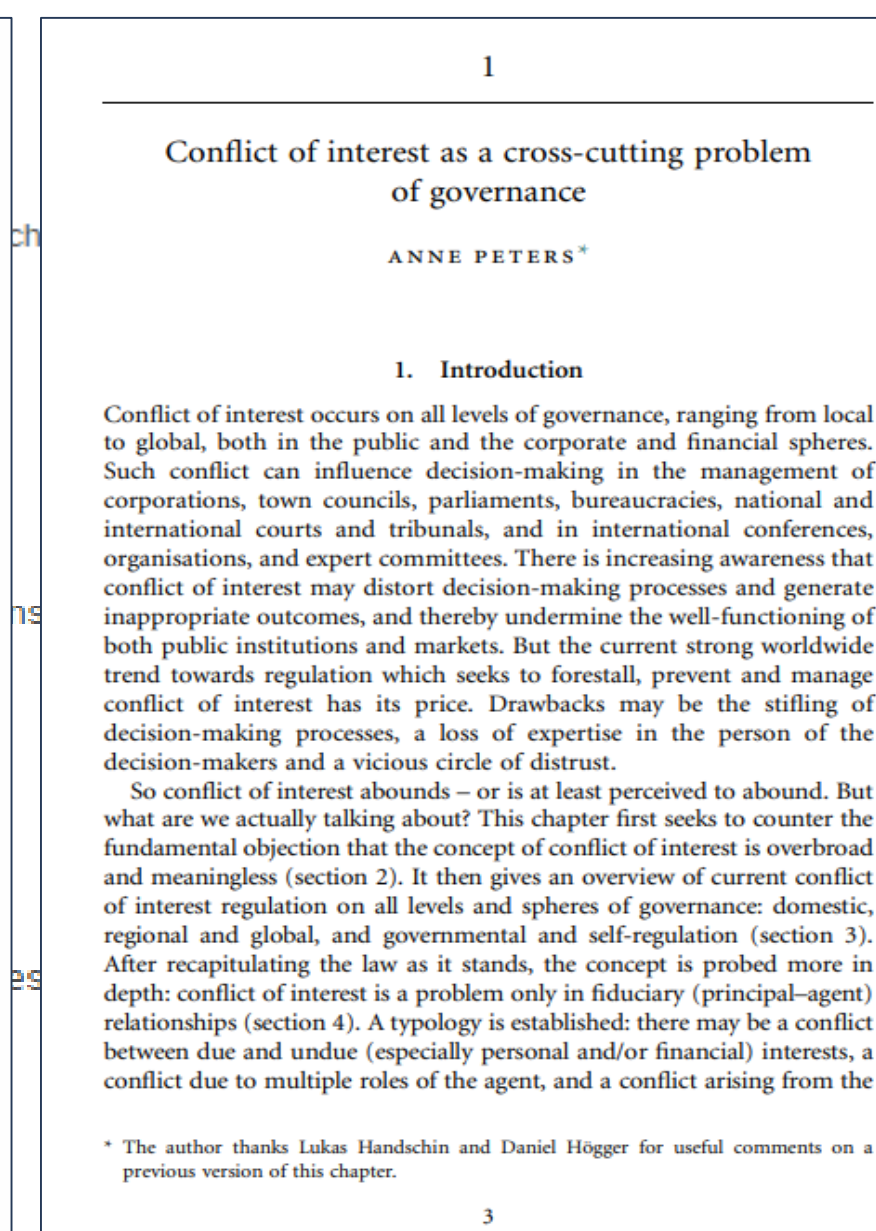 1
Conflict of interest as a cross-cutting problem
of governance
ANNE PETERS*
1. Introduction
Conflict of interest occurs on all levels of governance, ranging from local
to global, both in the public and the corporate and financial spheres.
Such conflict can influence decision-making in the management of
corporations, town councils, parliaments, bureaucracies, national and
international courts and tribunals, and in international conferences,
organisations, and expert committees. There is increasing awareness that
conflict of interest may distort decision-making processes and generate
inappropriate outcomes, and thereby undermine the well-functioning of
both public institutions and markets. But the current strong worldwide
trend towards regulation which seeks to forestall, prevent and manage
conflict of interest has its price. Drawbacks may be the stifling of
decision-making processes, a loss of expertise in the person of the
decision-makers and a vicious circle of distrust.
So conflict of interest abounds – or is at least perceived to abound. But
what are we actually talking about? This chapter first seeks to counter the
fundamental objection that the concept of conflict of interest is overbroad
and meaningless (section 2). It then gives an overview of current conflict
of interest regulation on all levels and spheres of governance: domestic,
regional and global, and governmental and self-regulation (section 3).
After recapitulating the law as it stands, the concept is probed more in
depth: conflict of interest is a problem only in fiduciary (principal–agent)
relationships (section 4). A typology is established: there may be a conflict
between due and undue (especially personal and/or financial) interests, a
conflict due to multiple roles of the agent, and a conflict arising from the
* The author thanks Lukas Handschin and Daniel Högger for useful comments on a
previous version of this chapter.
3